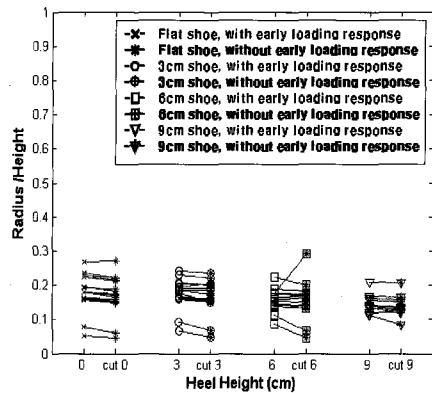 1
0.9
0.8
0.7
0.6
0.5
0.4
0.3
0.2
0.1
0
Radius /Height
Flat shoe, with early loading response
Flat shoe, without early loading response
3cm shoe, with early loading response
3cm shoe, without early loading response
6cm shoe, with early loading response
6cm shoe, without early loading response
9cm shoe, with early loading response
9cm shoe, without early loading response
0 cut 0 3 cut 3 6 cut 6 9 cut 9
Heel Height (cm)